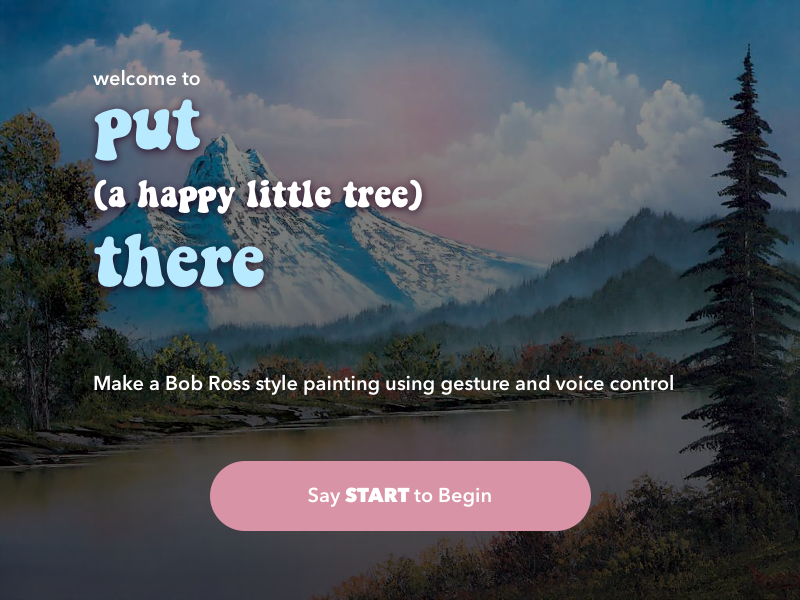 welcome to
put
(a happy little tree)
there
Make a Bob Ross style painting using gesture and voice control
Say START to Begin